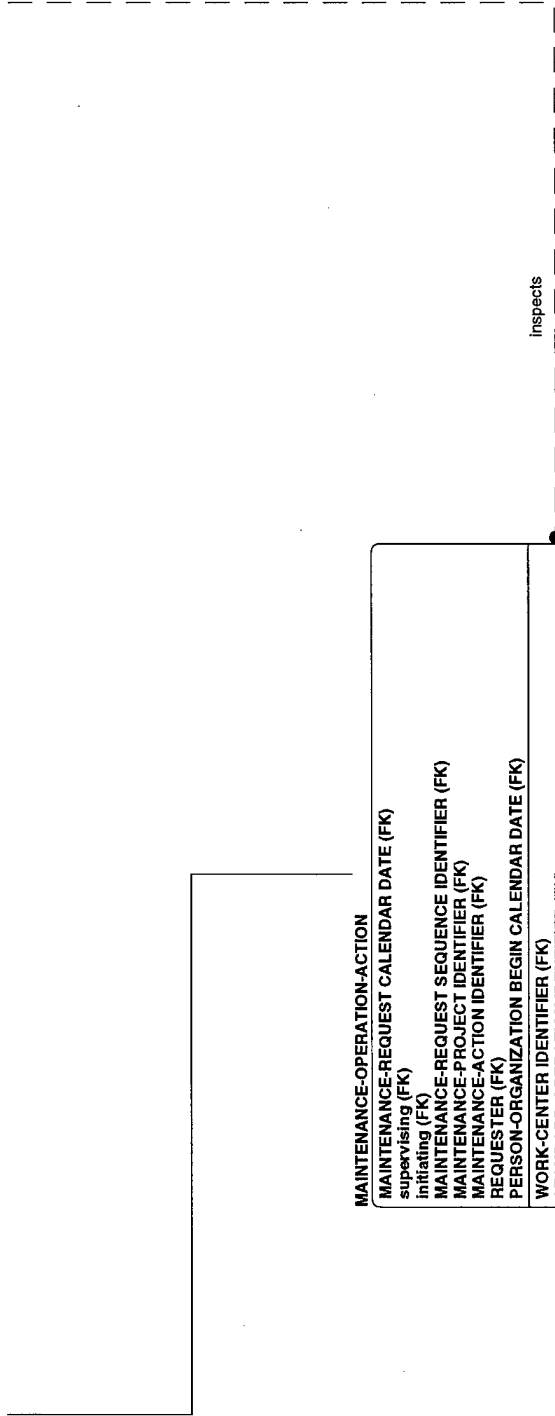 MAINTENANCE-OPERATION-ACTION
MAINTENANCE-REQUEST CALENDAR DATE (FK)
supervising (FK)
initiating (FK)
MAINTENANCE-REQUEST SEQUENCE IDENTIFIER (FK)
MAINTENANCE-PROJECT IDENTIFIER (FK)
MAINTENANCE-ACTION IDENTIFIER (FK)
REQUESTER (FK)
PERSON-ORGANIZATION BEGIN CALENDAR DATE (FK)
WORK-CENTER IDENTIFIER (FK)
inspects